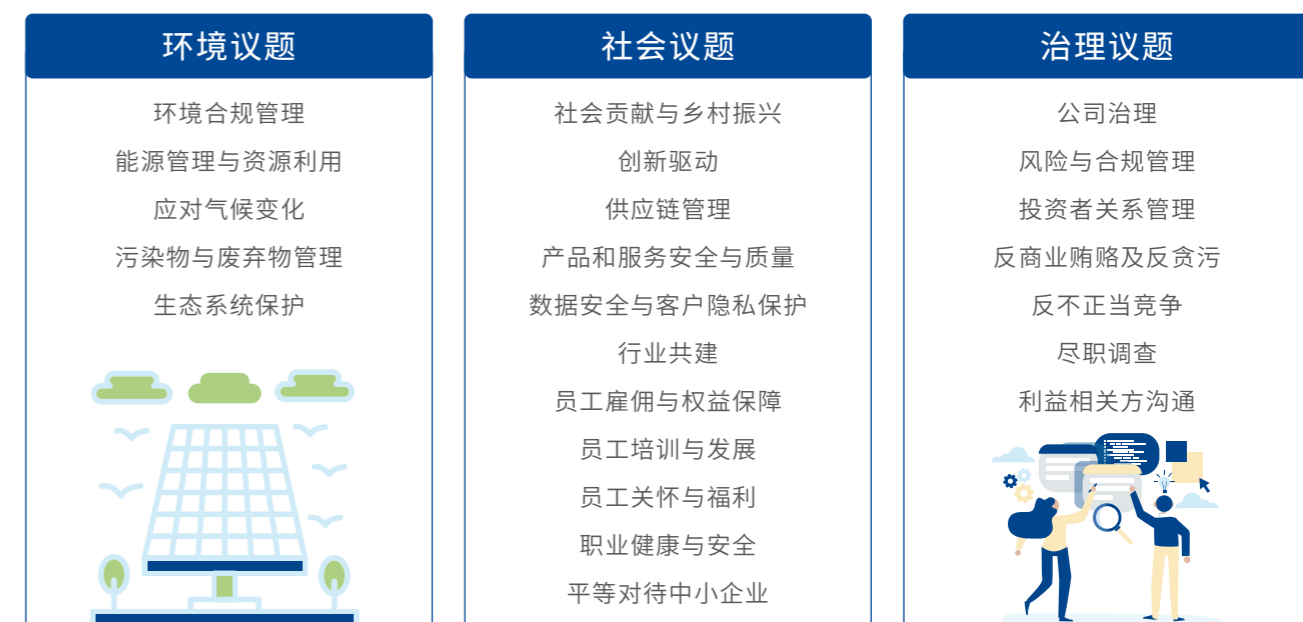 环境议题
环境合规管理
能源管理与资源利用
应对气候变化
污染物与废弃物管理
生态系统保护
社会议题
社会贡献与乡村振兴
创新驱动
供应链管理
产品和服务安全与质量
数据安全与客户隐私保护
行业共建
员工雇佣与权益保障
员工培训与发展
员工关怀与福利
职业健康与安全
平等对待中小企业
治理议题
公司治理
风险与合规管理
投资者关系管理
反商业贿赂及反贪污
反不正当竞争
尽职调查
利益相关方沟通